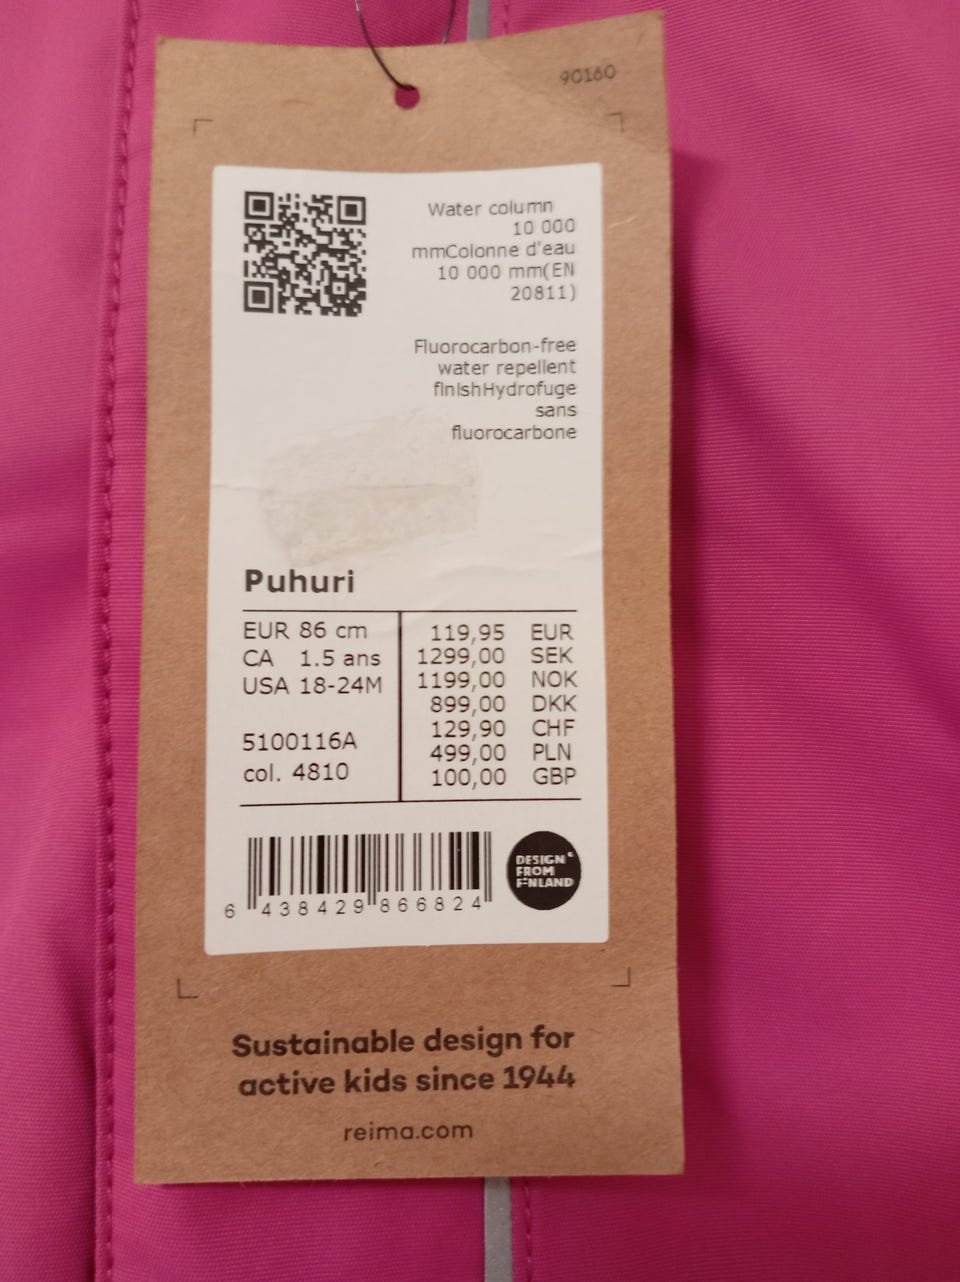 90160
Water column
10 000
mmColonne d'eau
10 000 mm(EN
20811)
Fluorocarbon-free
water repellent
finishHydrofuge
sans
fluorocarbone
Puhuri
EUR 86 cm
CA 1.5 ans
USA 18-24M
5100116A
col. 4810
119,95 EUR
1299,00 SEK
1199,00 NOK
899,00 DKK
129,90 CHF
499,00 PLN
100,00 GBP
6 438429 866824
DESIGN
FROM
FINLAND
Sustainable design for
active kids since 1944
reima.com